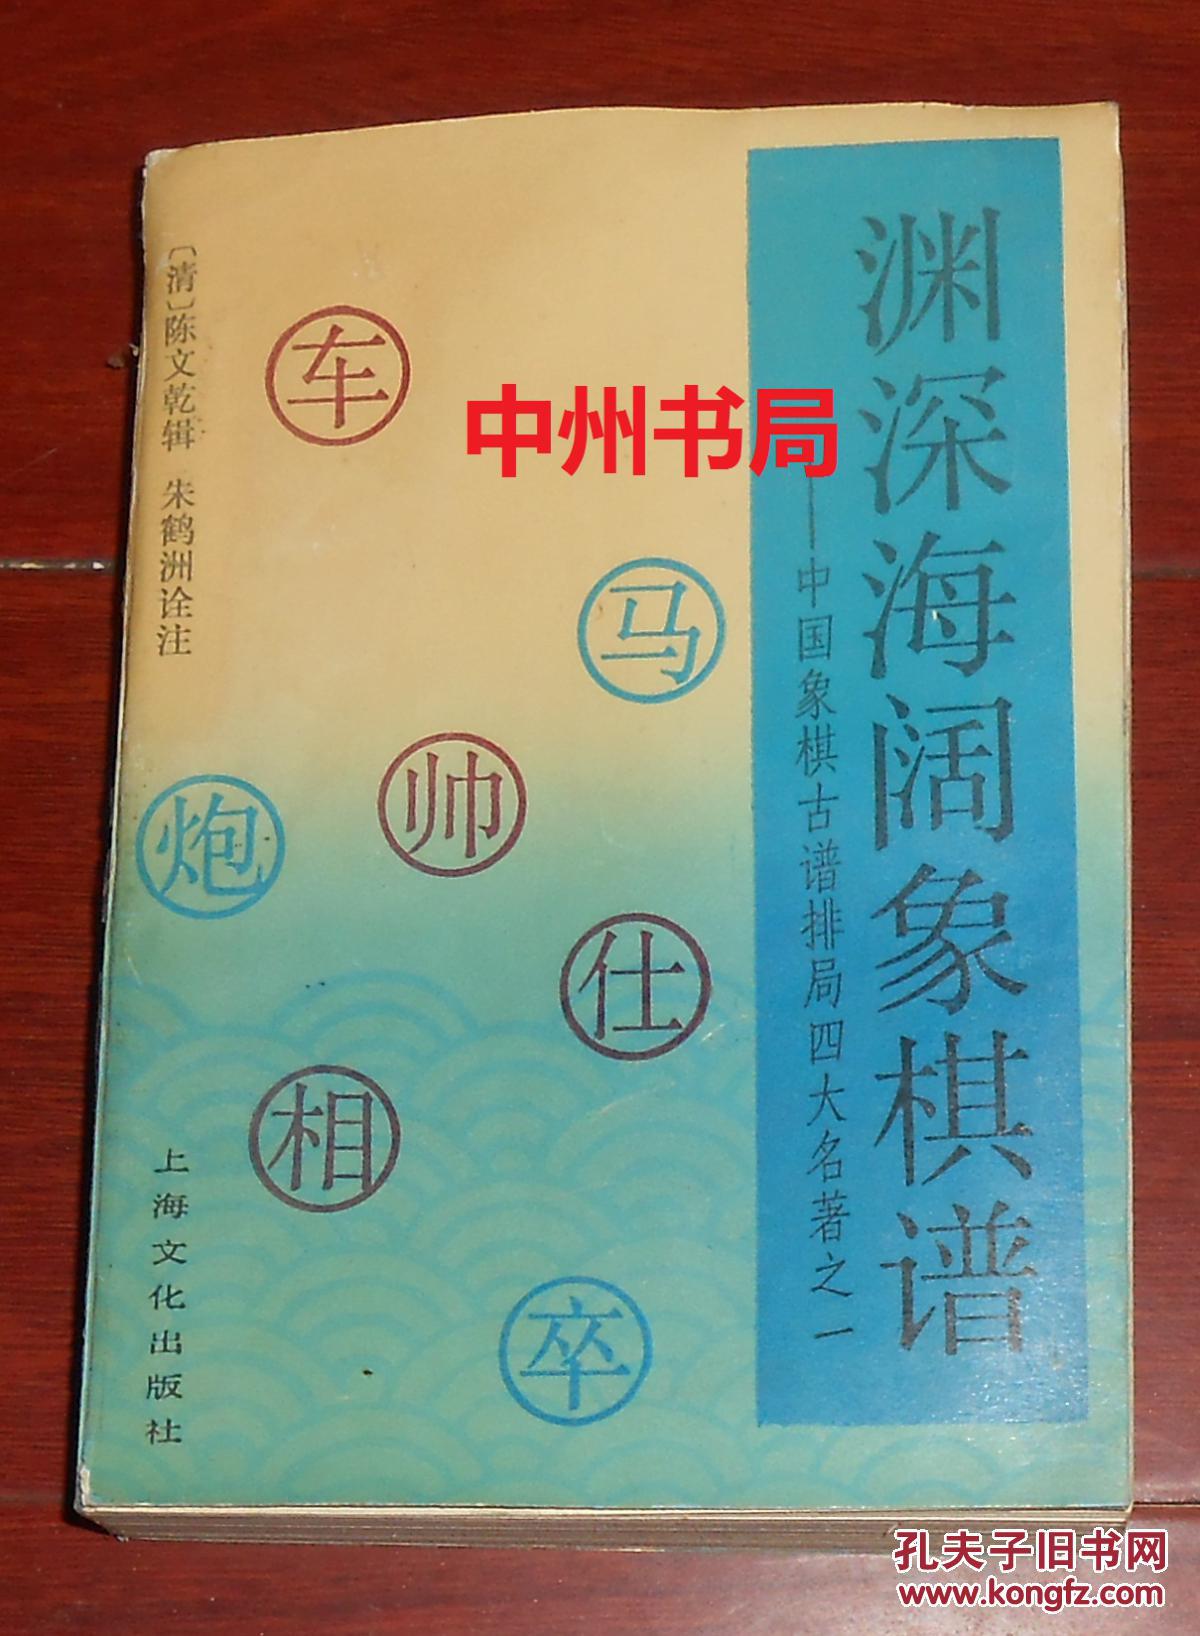 渊深海阔象棋谱
——中国象棋古谱排局四大名著之一
〔清〕陈文乾辑 朱鹤洲诠注
车
中州书局
马
帅
炮
仕
相
卒
上海文化出版社
孔夫子旧书网
www.kongfz.com